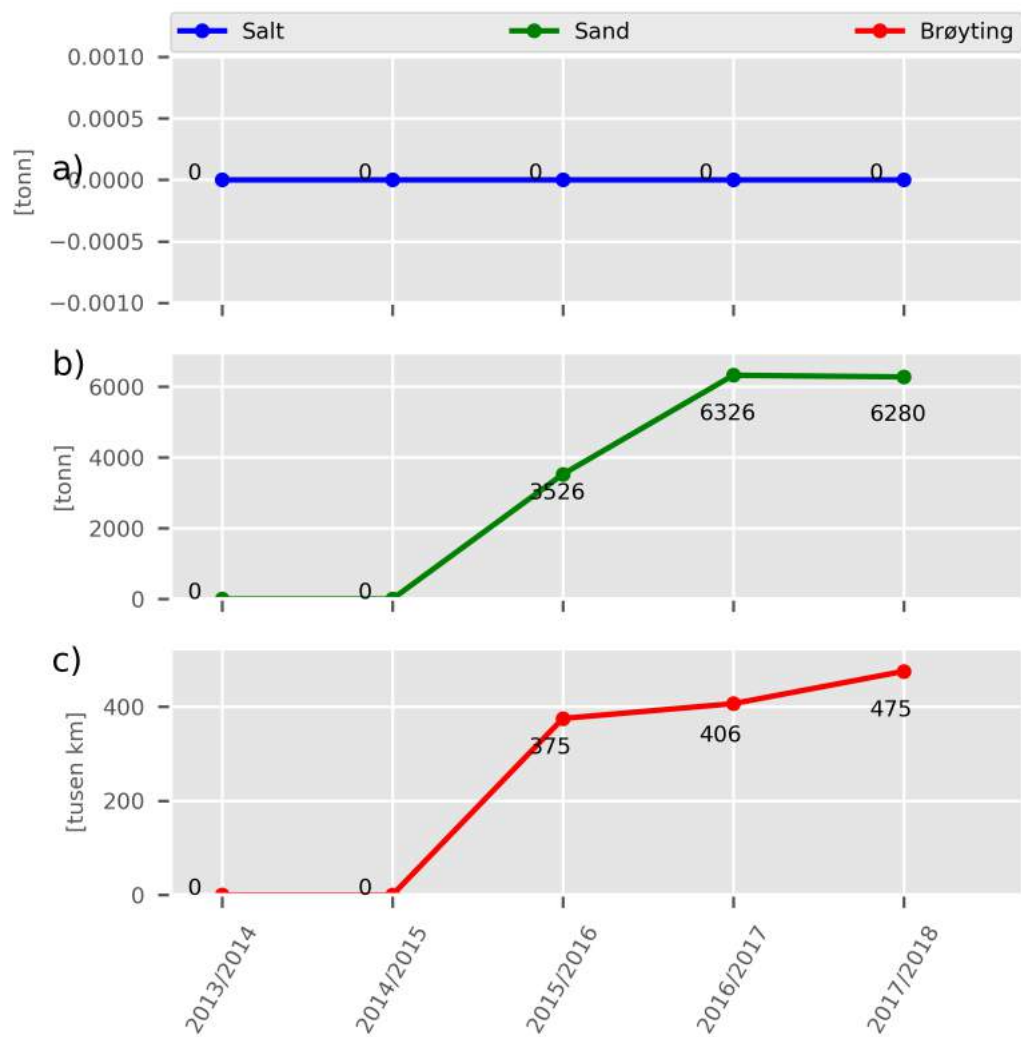 Salt Sand Brøyting
0.0010
0.0005
a) 0.0000
−0.0005
−0.0010
[tonn]
0 0 0 0 0
b)
6000
4000
2000
0
[tonn]
0 0 3526 6326 6280
c)
400
200
0
[tusen km]
0 0 375 406 475
2013/2014 2014/2015 2015/2016 2016/2017 2017/2018